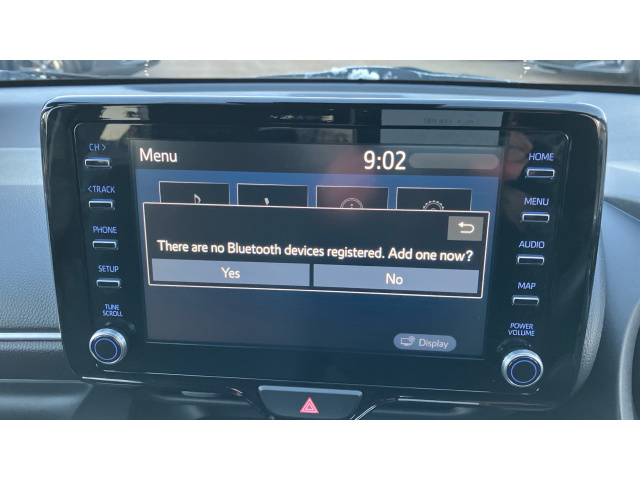 CH >
< TRACK
PHONE
SETUP
TUNE
SCROLL
Menu
9:02
There are no Bluetooth devices registered. Add one now?
Yes
No
Display
HOME
MENU
AUDIO
MAP
POWER
VOLUME